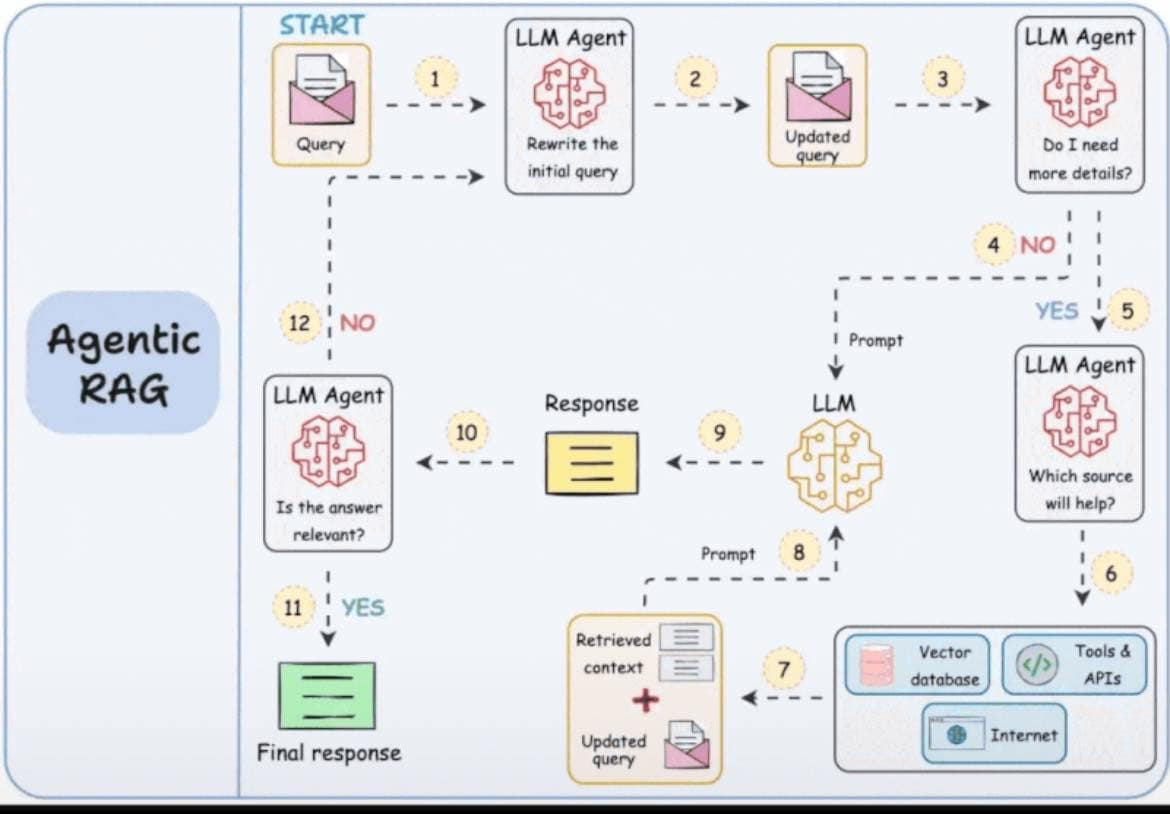 START
Query
1
LLM Agent
Rewrite the
initial query
2
Updated
query
3
LLM Agent
Do I need
more details?
4
NO
YES
5
Prompt
12
NO
Agentic
RAG
LLM Agent
Is the answer
relevant?
10
Response
9
LLM
LLM Agent
Which source
will help?
Prompt
8
6
11
YES
Final response
Retrieved
context
Updated
query
7
Vector
database
Tools &
APIs
</>
Internet